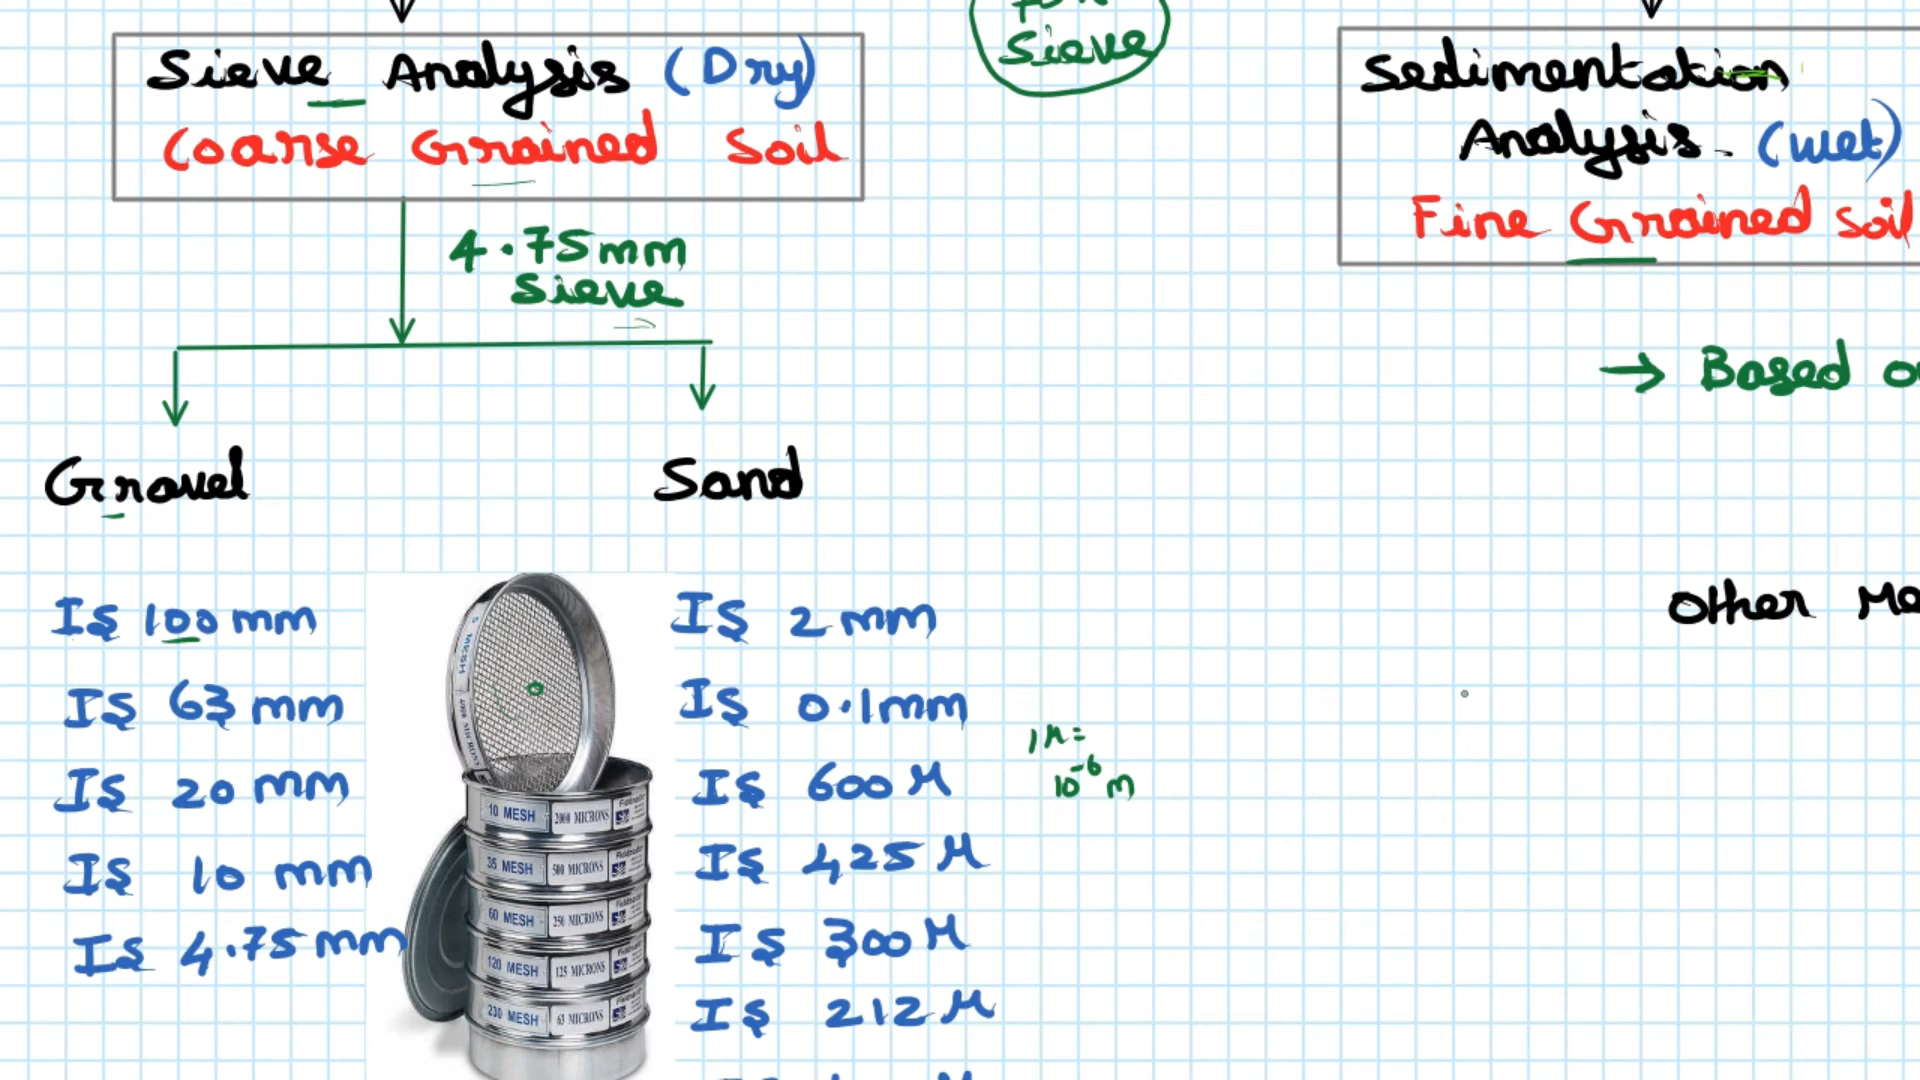 Sieve
Sieve Analysis (Dry)
Coarse Grained Soil
Sedimentation
Analysis. (wet)
Fine Grained Soil
4.75mm
Sieve
→ Based
Gravel
Sand
Other
IS 100 mm
IS 63 mm
IS 20 mm
IS 10 mm
IS 4.75 mm
10 MESH 2000 MICRONS
35 MESH 500 MICRONS
60 MESH 250 MICRONS
120 MESH 125 MICRONS
230 MESH 63 MICRONS
IS 2 mm
IS 0.1mm
IS 600 μ
IS 425 μ
IS 300 μ
IS 212 μ
1μ=
10⁻⁶ m